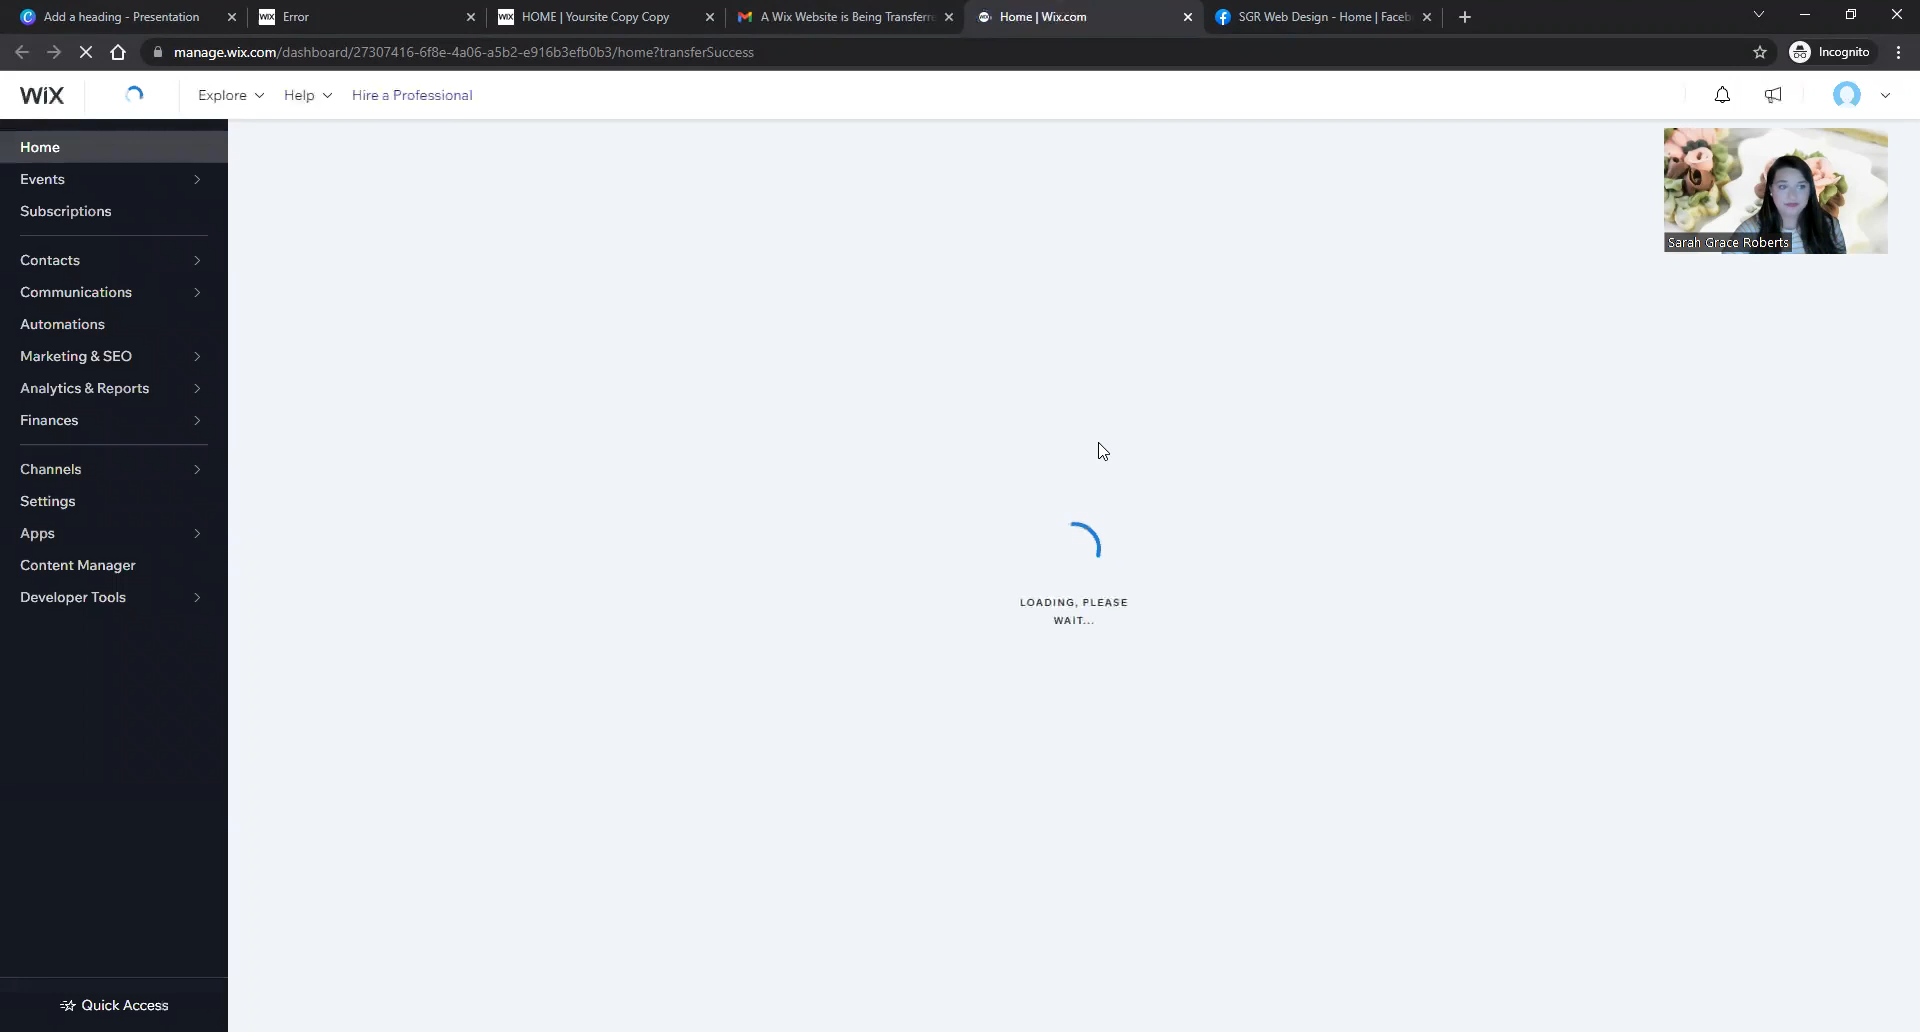 Add a heading - Presentation
WiX Error
WiX HOME | Yoursite Copy Copy
A Wix Website is Being Transferr
Home | Wix.com
SGR Web Design - Home | Faceb
manage.wix.com/dashboard/27307416-6f8e-4a06-a5b2-e916b3efb0b3/home?transferSuccess
Incognito
WiX
Explore
Help
Hire a Professional
Home
Events
Subscriptions
Contacts
Communications
Automations
Marketing & SEO
Analytics & Reports
Finances
Channels
Settings
Apps
Content Manager
Developer Tools
Quick Access
Sarah Grace Roberts
LOADING, PLEASE
WAIT...